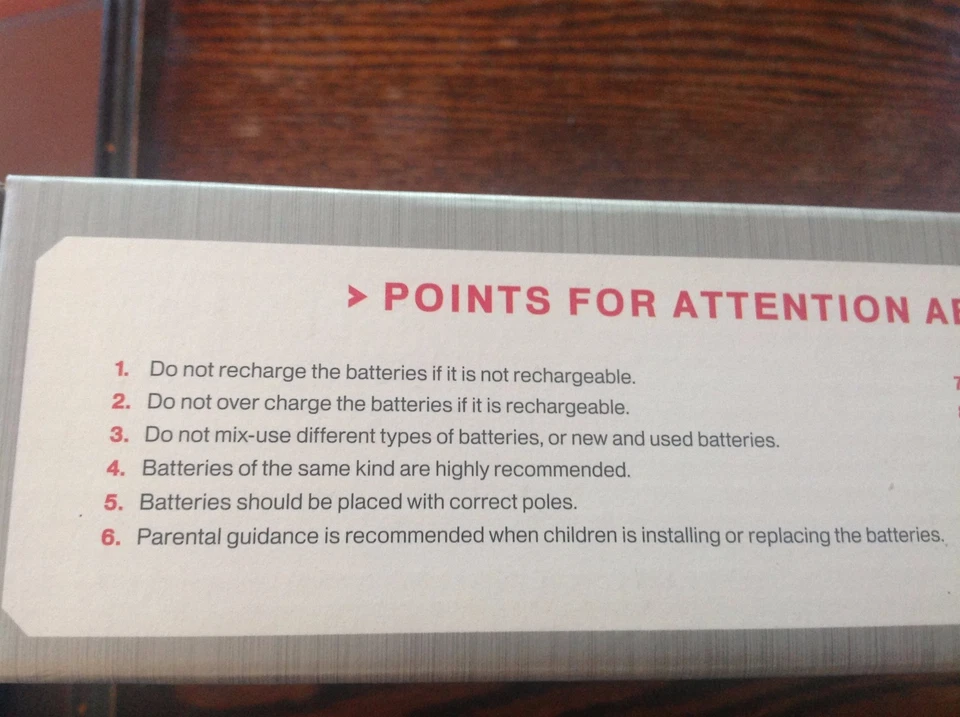 > POINTS FOR ATTENTION
1. Do not recharge the batteries if it is not rechargeable.
2. Do not over charge the batteries if it is rechargeable.
3. Do not mix-use different types of batteries, or new and used batteries.
4. Batteries of the same kind are highly recommended.
5. Batteries should be placed with correct poles.
6. Parental guidance is recommended when children is installing or replacing the batteries.